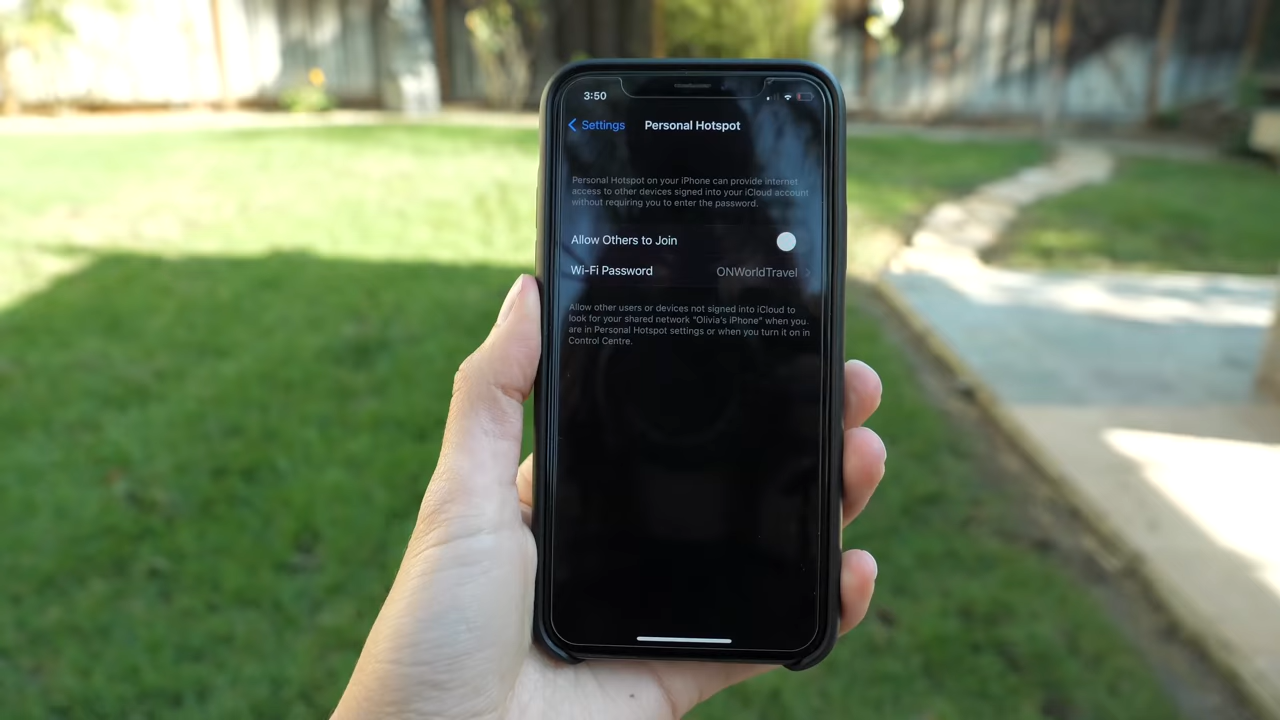 3:50
Settings
Personal Hotspot
Personal Hotspot on your iPhone can provide internet
access to other devices signed into your iCloud account
without requiring you to enter the password.
Allow Others to Join
Wi-Fi Password ONWorldTravel
Allow other users or devices not signed into iCloud to
look for your shared network "Olivia's iPhone" when you
are in Personal Hotspot settings or when you turn it on in
Control Centre.